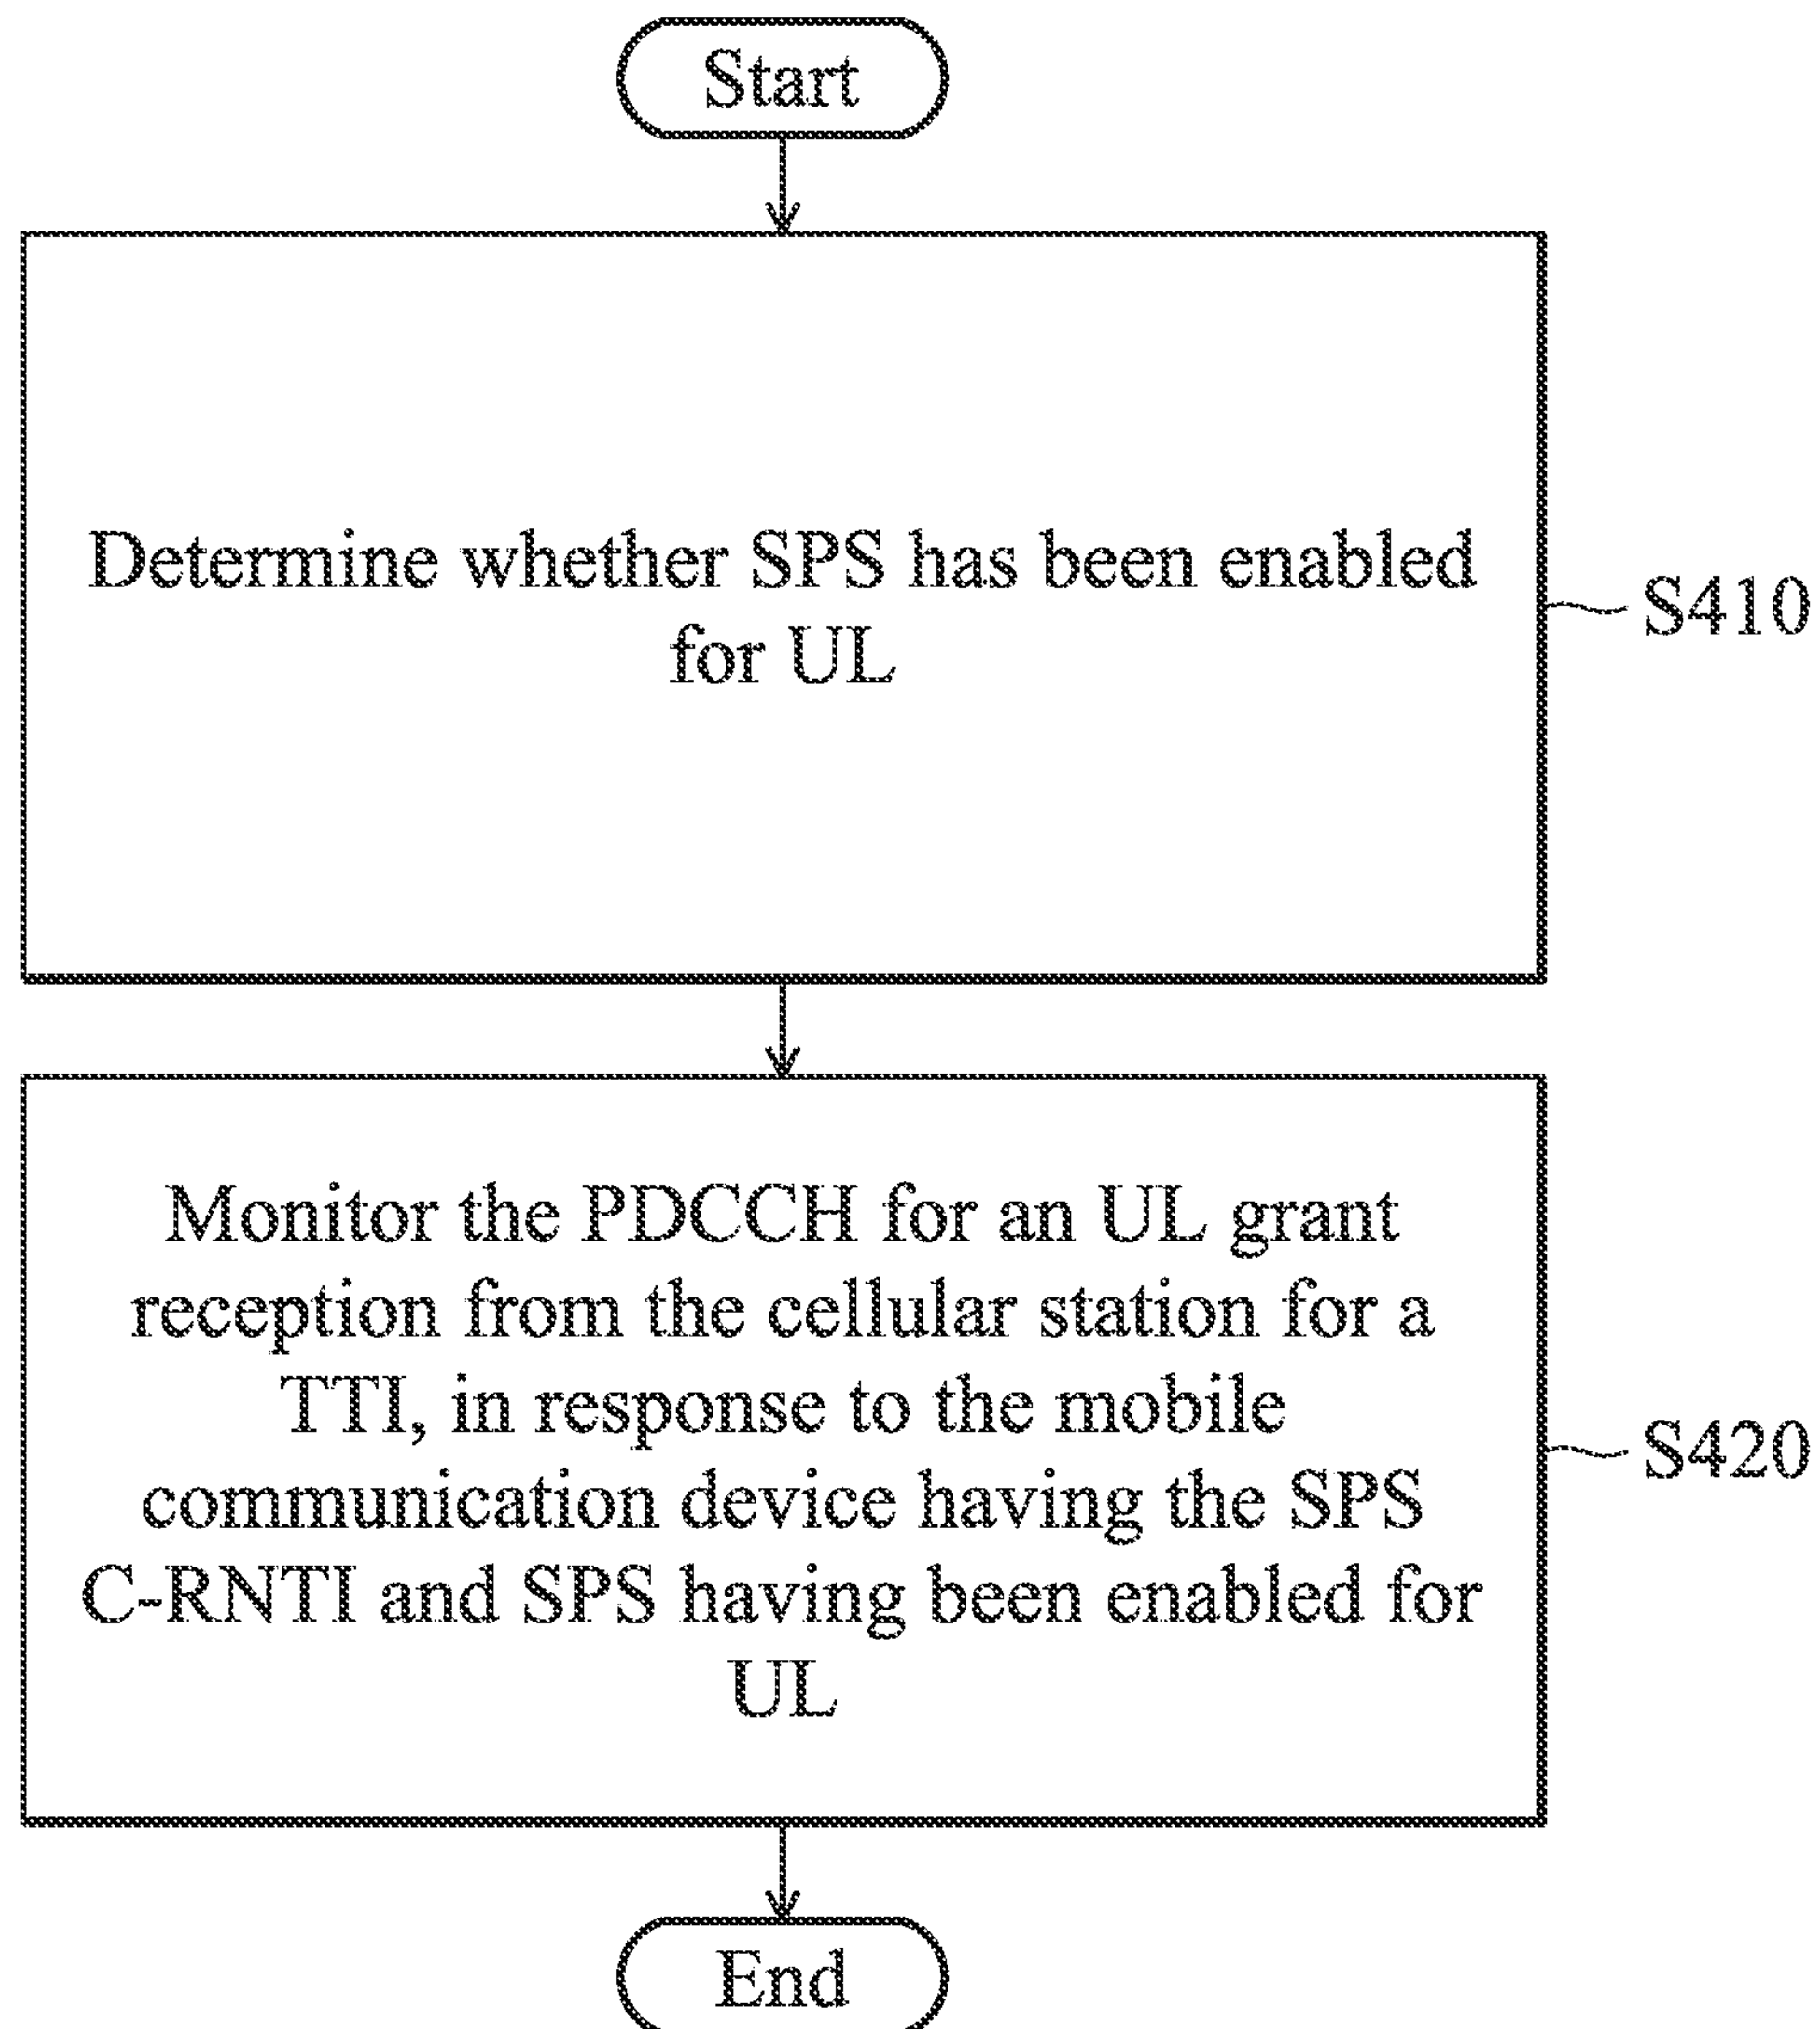 Start
Determine whether SPS has been enabled
for UL
S410
Monitor the PDCCH for an UL grant
reception from the cellular station for a
TTI, in response to the mobile
communication device having the SPS
C-RNTI and SPS having been enabled for
UL
S420
End